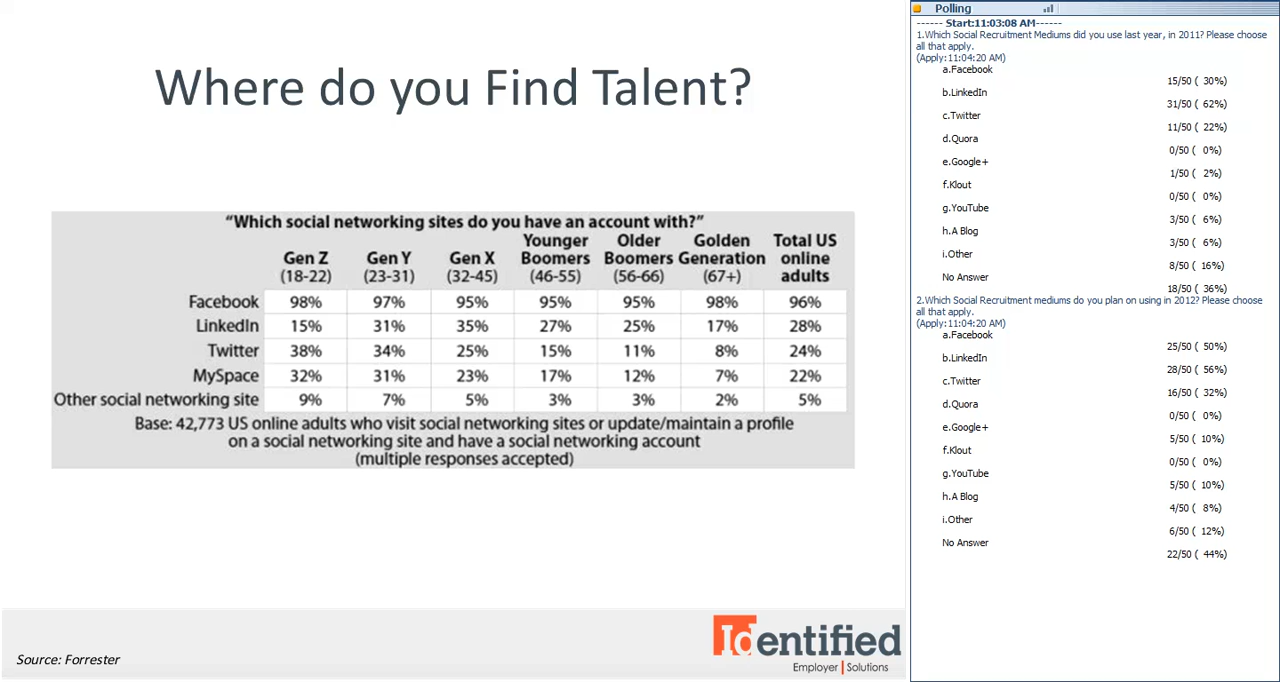 Where do you Find Talent?
“Which social networking sites do you have an account with?”
Gen Z (18-22) Gen Y (23-31) Gen X (32-45) Younger Boomers (46-55) Older Boomers (56-66) Golden Generation (67+) Total US online adults
Facebook 98% 97% 95% 95% 95% 98% 96%
LinkedIn 15% 31% 35% 27% 25% 17% 28%
Twitter 38% 34% 25% 15% 11% 8% 24%
MySpace 32% 31% 23% 17% 12% 7% 22%
Other social networking site 9% 7% 5% 3% 3% 2% 5%
Base: 42,773 US online adults who visit social networking sites or update/maintain a profile
on a social networking site and have a social networking account
(multiple responses accepted)
Source: Forrester
Identified
Employer | Solutions
Polling
------ Start:11:03:08 AM------
1.Which Social Recruitment Mediums did you use last year, in 2011? Please choose
all that apply.
(Apply:11:04:20 AM)
a.Facebook
15/50 ( 30%)
b.LinkedIn
31/50 ( 62%)
c.Twitter
11/50 ( 22%)
d.Quora
0/50 ( 0%)
e.Google+
1/50 ( 2%)
f.Klout
0/50 ( 0%)
g.YouTube
3/50 ( 6%)
h.A Blog
3/50 ( 6%)
i.Other
8/50 ( 16%)
No Answer
18/50 ( 36%)
2.Which Social Recruitment mediums do you plan on using in 2012? Please choose
all that apply.
(Apply:11:04:20 AM)
a.Facebook
25/50 ( 50%)
b.LinkedIn
28/50 ( 56%)
c.Twitter
16/50 ( 32%)
d.Quora
0/50 ( 0%)
e.Google+
5/50 ( 10%)
f.Klout
0/50 ( 0%)
g.YouTube
5/50 ( 10%)
h.A Blog
4/50 ( 8%)
i.Other
6/50 ( 12%)
No Answer
22/50 ( 44%)